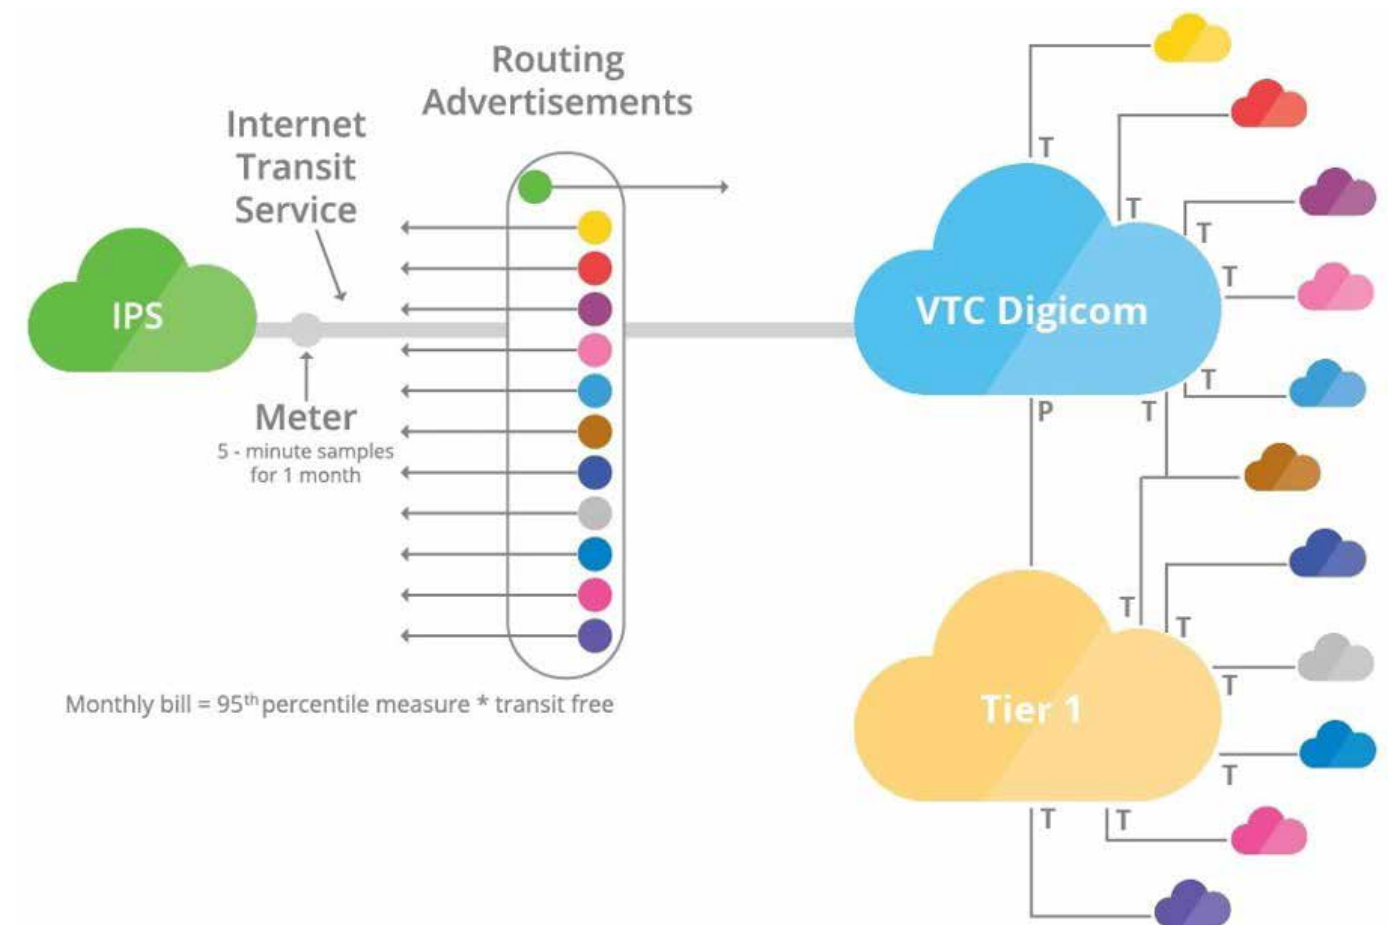 Routing
Advertisements
Internet
Transit
Service
IPS
Meter
5 - minute samples
for 1 month
Monthly bill = 95th percentile measure * transit free
VTC Digicom
T
T
T
T
T
P
T
Tier 1
T
T
T
T
T
T